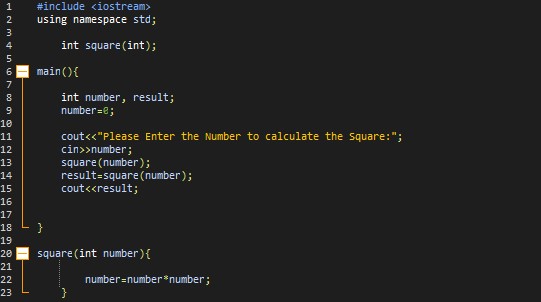 1 #include <iostream>
2 using namespace std;
3
4 int square(int);
5
6 main(){
7
8 int number, result;
9 number=0;
10
11 cout<<"Please Enter the Number to calculate the Square:";
12 cin>>number;
13 square(number);
14 result=square(number);
15 cout<<result;
16
17
18 }
19
20 square(int number){
21
22 number=number*number;
23 }